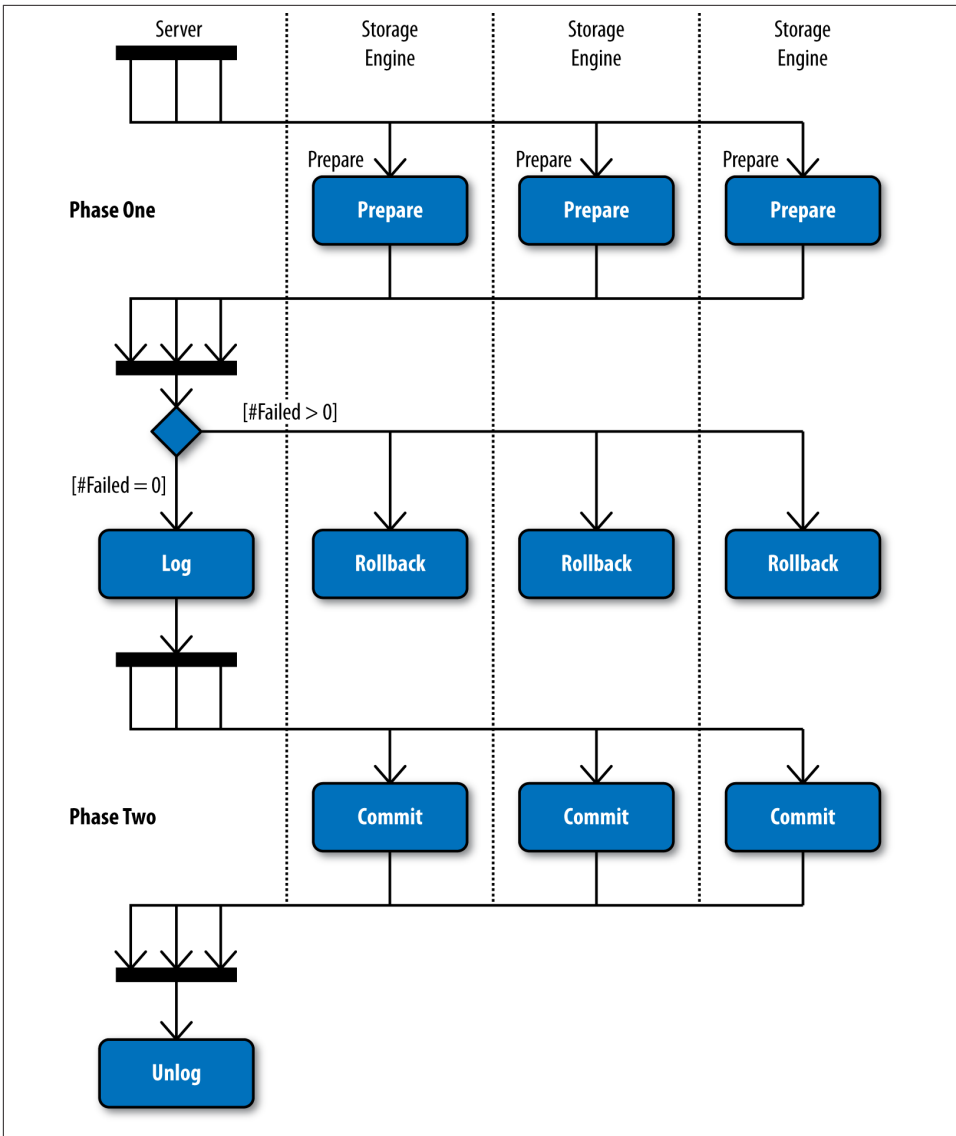 Server
Storage
Engine
Storage
Engine
Storage
Engine
Prepare
Prepare
Prepare
Phase One
Prepare
Prepare
Prepare
[#Failed > 0]
[#Failed = 0]
Log
Rollback
Rollback
Rollback
Phase Two
Commit
Commit
Commit
Unlog